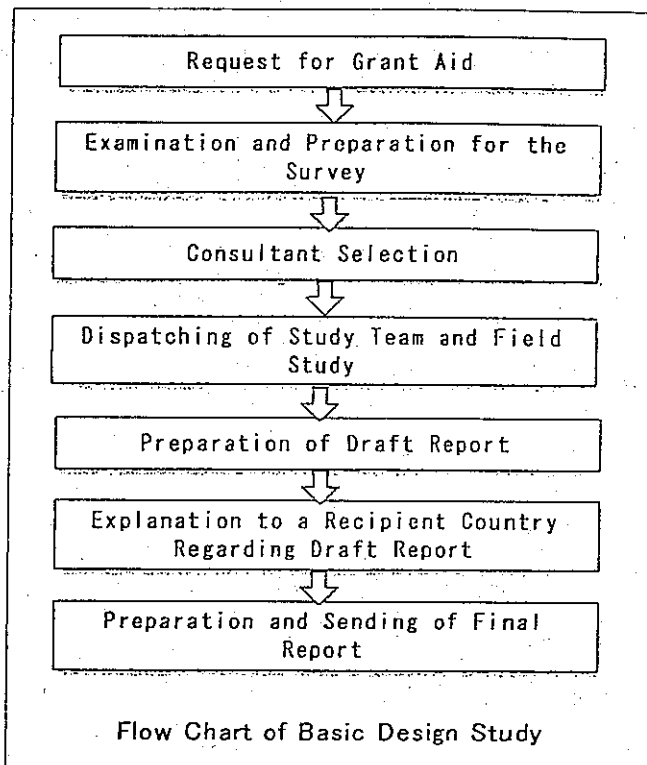 Request for Grant Aid
Examination and Preparation for the
Survey
Consultant Selection
Dispatching of Study Team and Field
Study
Preparation of Draft Report
Explanation to a Recipient Country
Regarding Draft Report
Preparation and Sending of Final
Report
Flow Chart of Basic Design Study